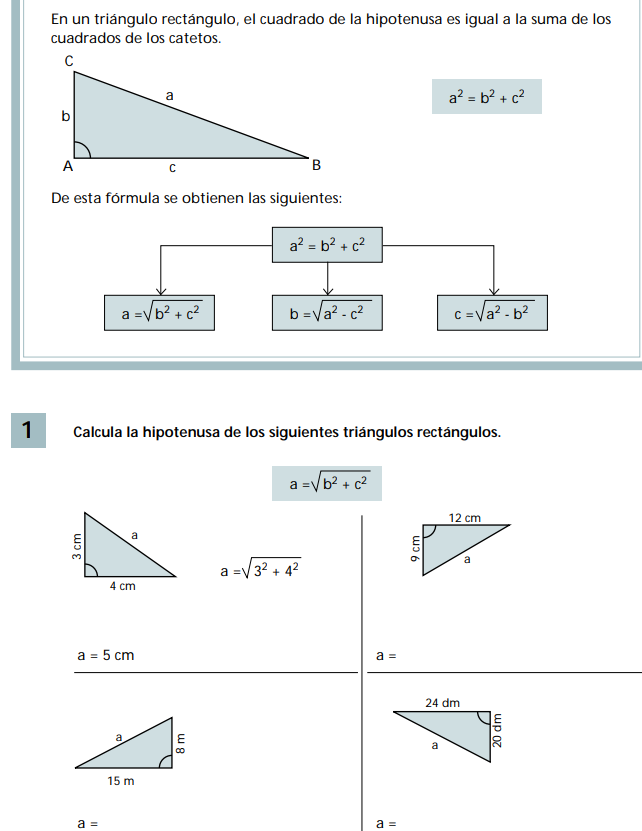 En un triángulo rectángulo, el cuadrado de la hipotenusa es igual a la suma de los
cuadrados de los catetos.
C
a
a² = b² + c²
b
A
c
B
De esta fórmula se obtienen las siguientes:
a² = b² + c²
a =√b² + c²
b =√a² - c²
c =√a² - b²
1
Calcula la hipotenusa de los siguientes triángulos rectángulos.
a =√b² + c²
3 cm
a
4 cm
a =√3² + 4²
a = 5 cm
12 cm
9 cm
a
a =
a
8 m
15 m
a =
24 dm
20 dm
a
a =